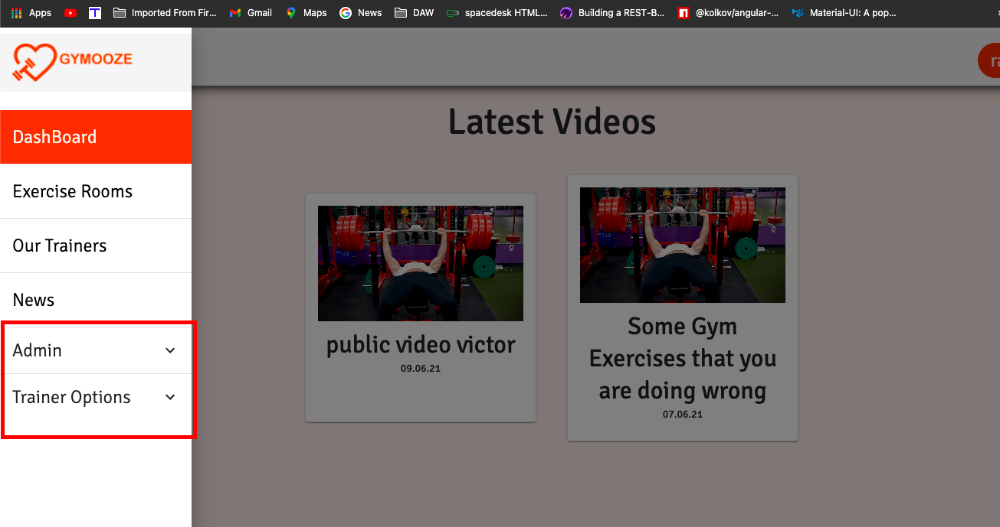 Apps
Imported From Fir...
Gmail
Maps
News
DAW
spacedesk HTML...
Building a REST-B...
@kolkov/angular-...
Material-UI: A pop...
GYMOOZE
ra
DashBoard
Exercise Rooms
Our Trainers
News
Admin
Trainer Options
Latest Videos
public video victor
09.06.21
Some Gym
Exercises that you
are doing wrong
07.06.21